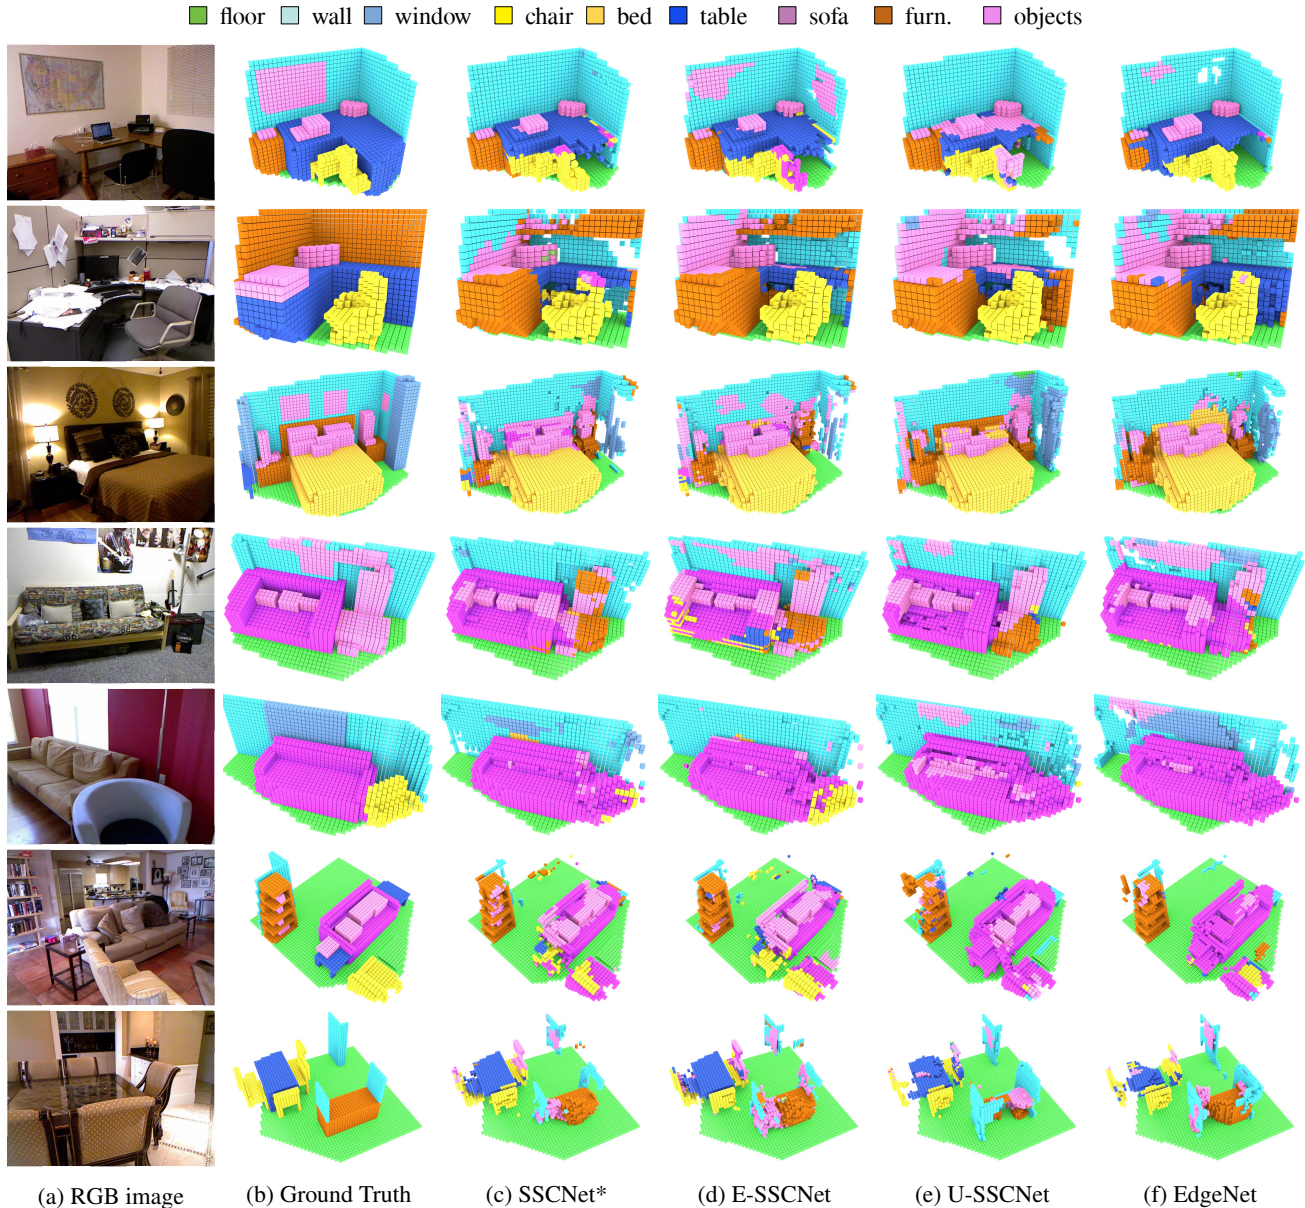 floor wall window chair bed table sofa furn. objects
(a) RGB image (b) Ground Truth (c) SSCNet* (d) E-SSCNet (e) U-SSCNet (f) EdgeNet